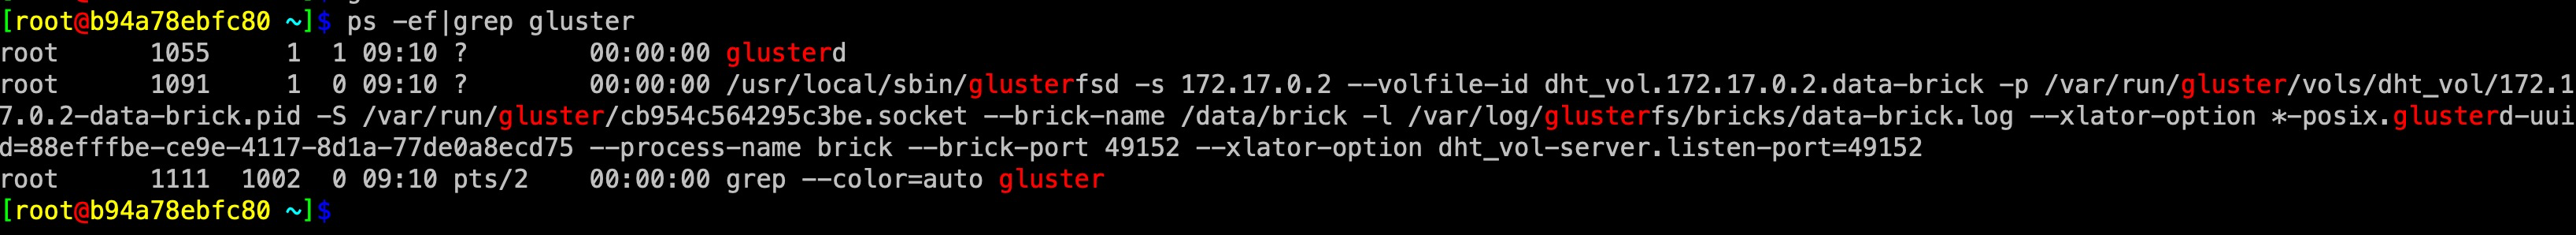 [root@b94a78ebfc80 ~]$ ps -ef|grep gluster
root      1055     1  1 09:10 ?        00:00:00 glusterd
root      1091     1  0 09:10 ?        00:00:00 /usr/local/sbin/glusterfsd -s 172.17.0.2 --volfile-id dht_vol.172.17.0.2.data-brick -p /var/run/gluster/vols/dht_vol/172.1
7.0.2-data-brick.pid -S /var/run/gluster/cb954c564295c3be.socket --brick-name /data/brick -l /var/log/glusterfs/bricks/data-brick.log --xlator-option *-posix.glusterd-uui
d=88efffbe-ce9e-4117-8d1a-77de0a8ecd75 --process-name brick --brick-port 49152 --xlator-option dht_vol-server.listen-port=49152
root      1111  1002  0 09:10 pts/2    00:00:00 grep --color=auto gluster
[root@b94a78ebfc80 ~]$